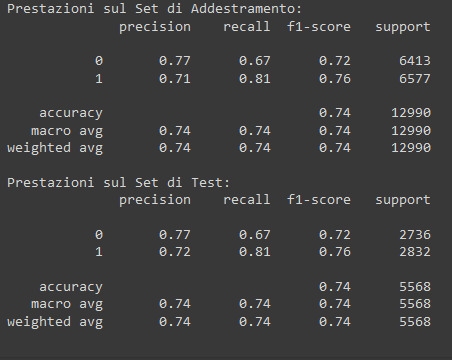 Prestazioni sul Set di Addestramento:
precision recall f1-score support
0 0.77 0.67 0.72 6413
1 0.71 0.81 0.76 6577
accuracy 0.74 12990
macro avg 0.74 0.74 0.74 12990
weighted avg 0.74 0.74 0.74 12990
Prestazioni sul Set di Test:
precision recall f1-score support
0 0.77 0.67 0.72 2736
1 0.72 0.81 0.76 2832
accuracy 0.74 5568
macro avg 0.74 0.74 0.74 5568
weighted avg 0.74 0.74 0.74 5568